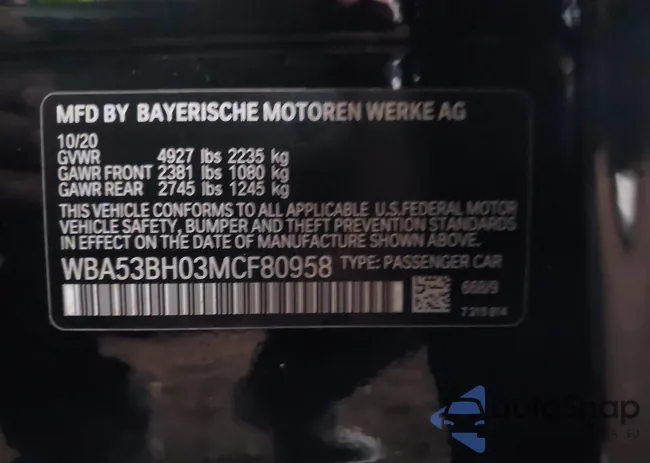 MFD BY BAYERISCHE MOTOREN WERKE AG
10/20
GVWR 4927 lbs 2235 kg
GAWR FRONT 2381 lbs 1080 kg
GAWR REAR 2745 lbs 1245 kg
THIS VEHICLE CONFORMS TO ALL APPLICABLE U.S.FEDERAL MOTOR
VEHICLE SAFETY, BUMPER AND THEFT PREVENTION STANDARDS
IN EFFECT ON THE DATE OF MANUFACTURE SHOWN ABOVE.
WBA53BH03MCF80958 TYPE: PASSENGER CAR
668/9
autoSnap